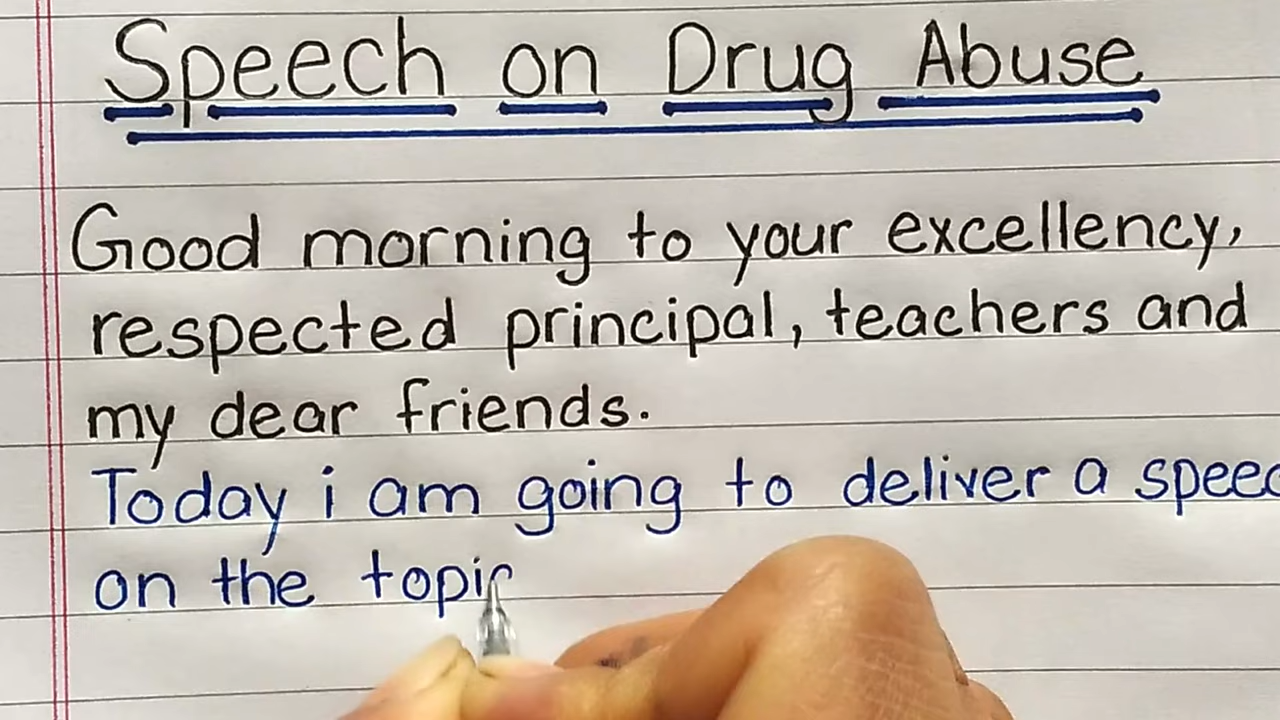 Speech on Drug Abuse
Good morning to your excellency,
respected principal, teachers and
my dear friends.
Today i am going to deliver a speec
on the topic